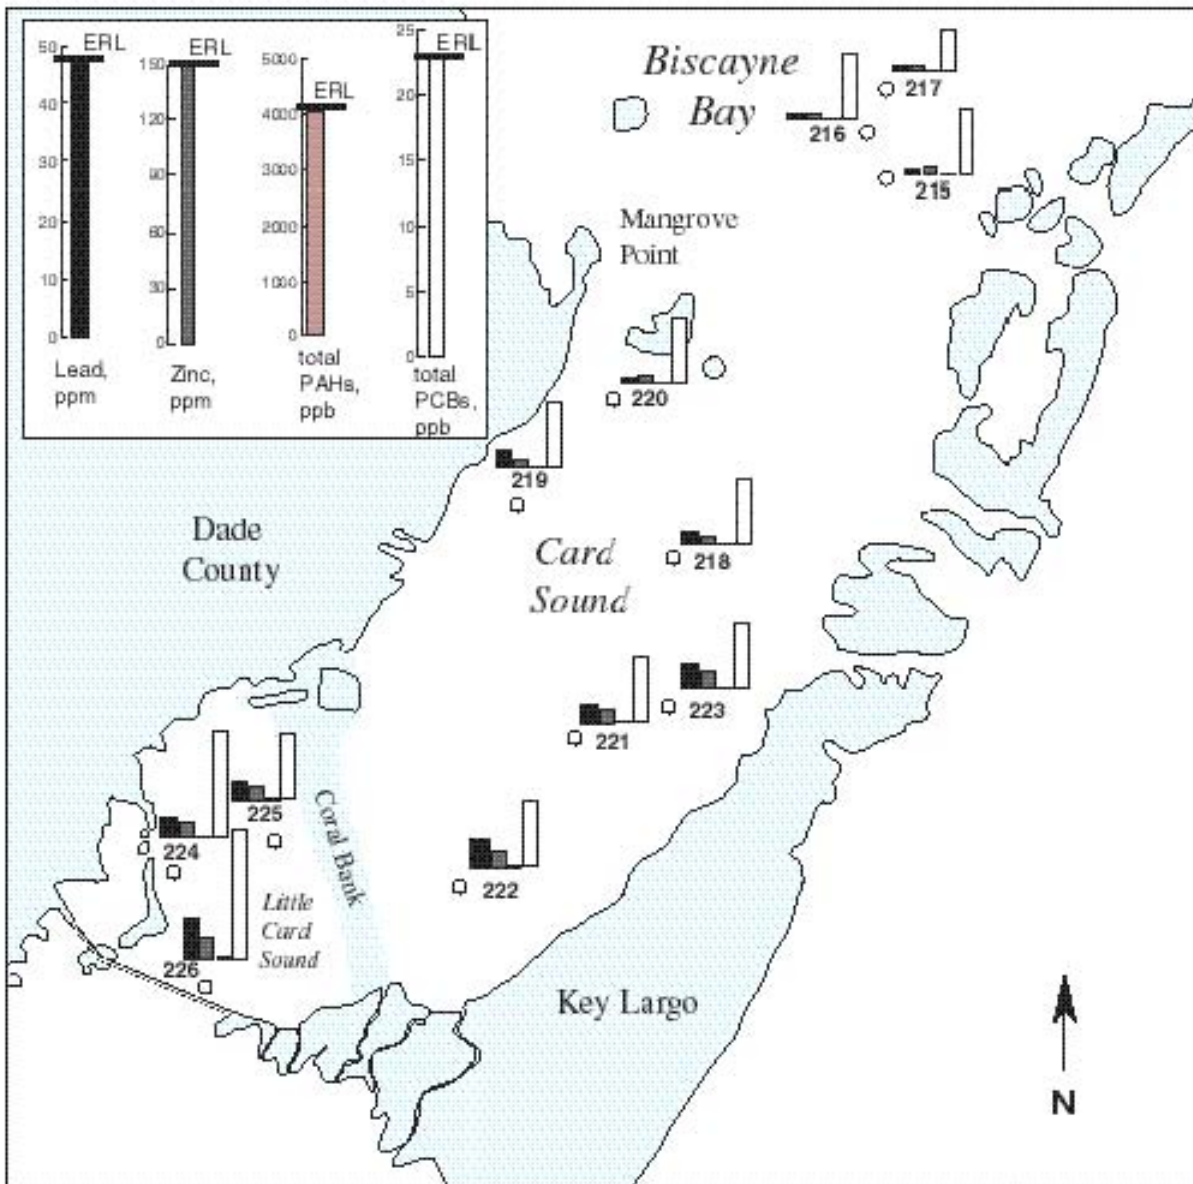 ERL
50
40
30
20
10
0
Lead,
ppm
ERL
150
120
90
60
30
0
Zinc,
ppm
5000
ERL
4000
3000
2000
1000
0
total
PAHs,
ppb
25
ERL
20
15
10
5
0
total
PCBs,
ppb
Biscayne
Bay
217
216
215
Mangrove
Point
220
219
218
Dade
County
Card
Sound
223
221
225
224
222
Coral Bank
Little
Card
Sound
226
Key Largo
N